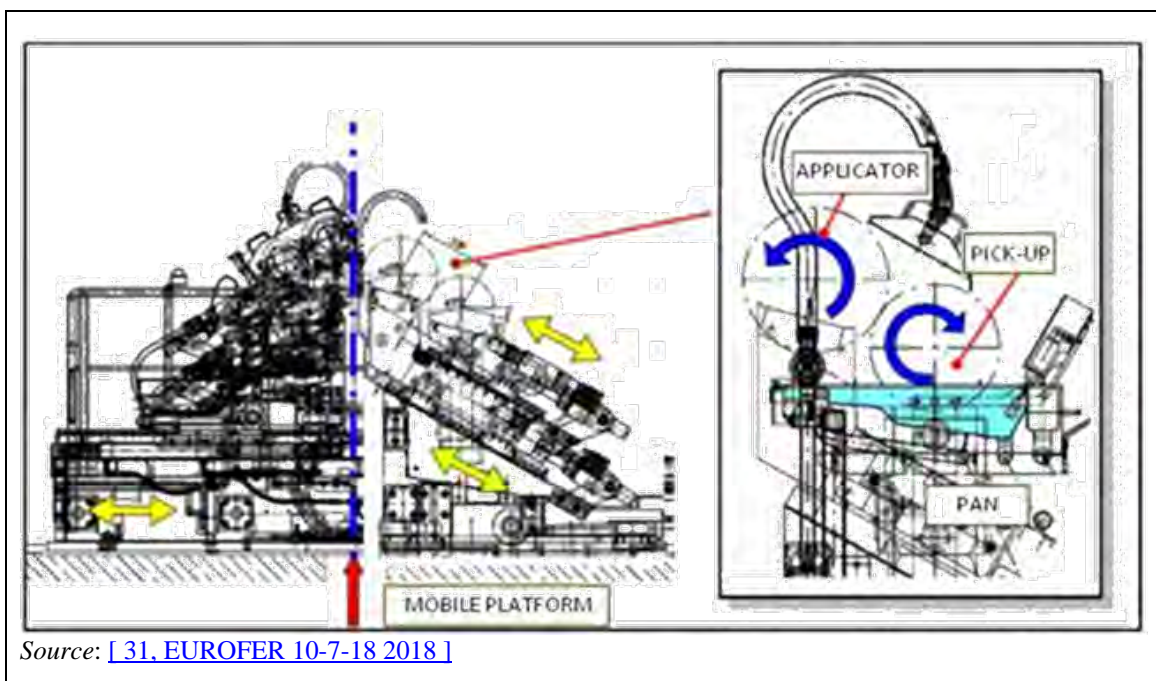 APPLICATOR
PICK-UP
PAN
MOBILE PLATFORM
Source: [ 31, EUROFER 10-7-18 2018 ]